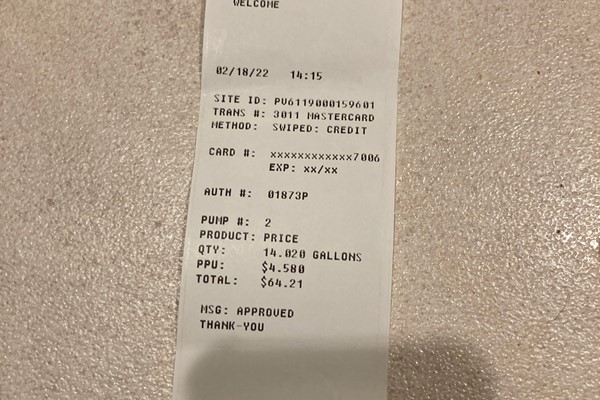 WELCOME
02/18/22 14:15
SITE ID: PV6119000159601
TRANS #: 3011 MASTERCARD
METHOD: SWIPED: CREDIT
CARD #: xxxxxxxxxxxx7006
EXP: xx/xx
AUTH #: 01873P
PUMP #: 2
PRODUCT: PRICE
QTY: 14.020 GALLONS
PPU: $4.580
TOTAL: $64.21
MSG: APPROVED
THANK-YOU